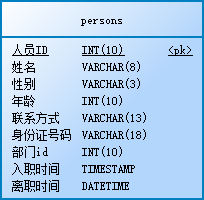 persons
人员ID INT(10) <pk>
姓名 VARCHAR(8)
性别 VARCHAR(3)
年龄 INT(10)
联系方式 VARCHAR(13)
身份证号码 VARCHAR(18)
部门id INT(10)
入职时间 TIMESTAMP
离职时间 DATETIME